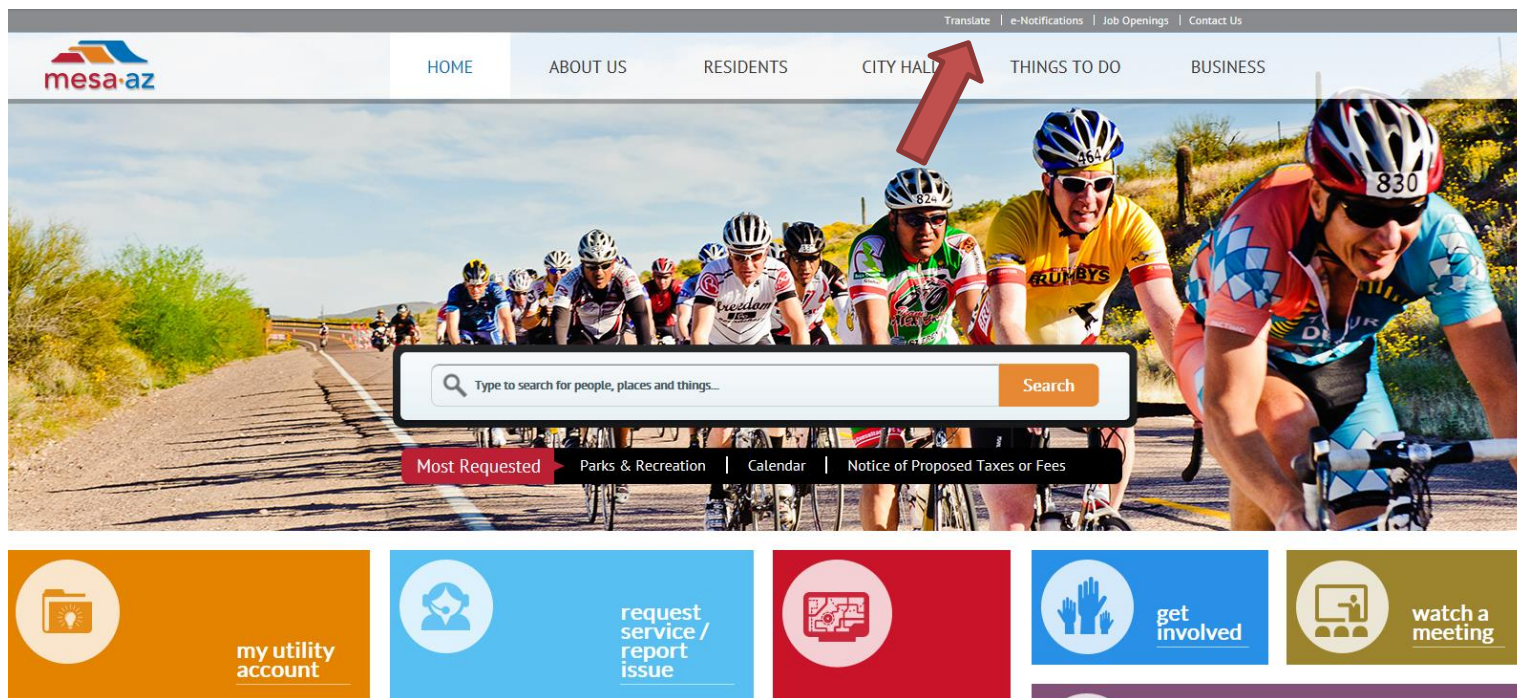 Translate | e-Notifications | Job Openings | Contact Us
mesa·az
HOME ABOUT US RESIDENTS CITY HALL THINGS TO DO BUSINESS
464
830
824
freedom
RUMBYS
Type to search for people, places and things...
Search
Most Requested Parks & Recreation | Calendar | Notice of Proposed Taxes or Fees
my utility
account
request
service /
report
issue
get
involved
watch a
meeting